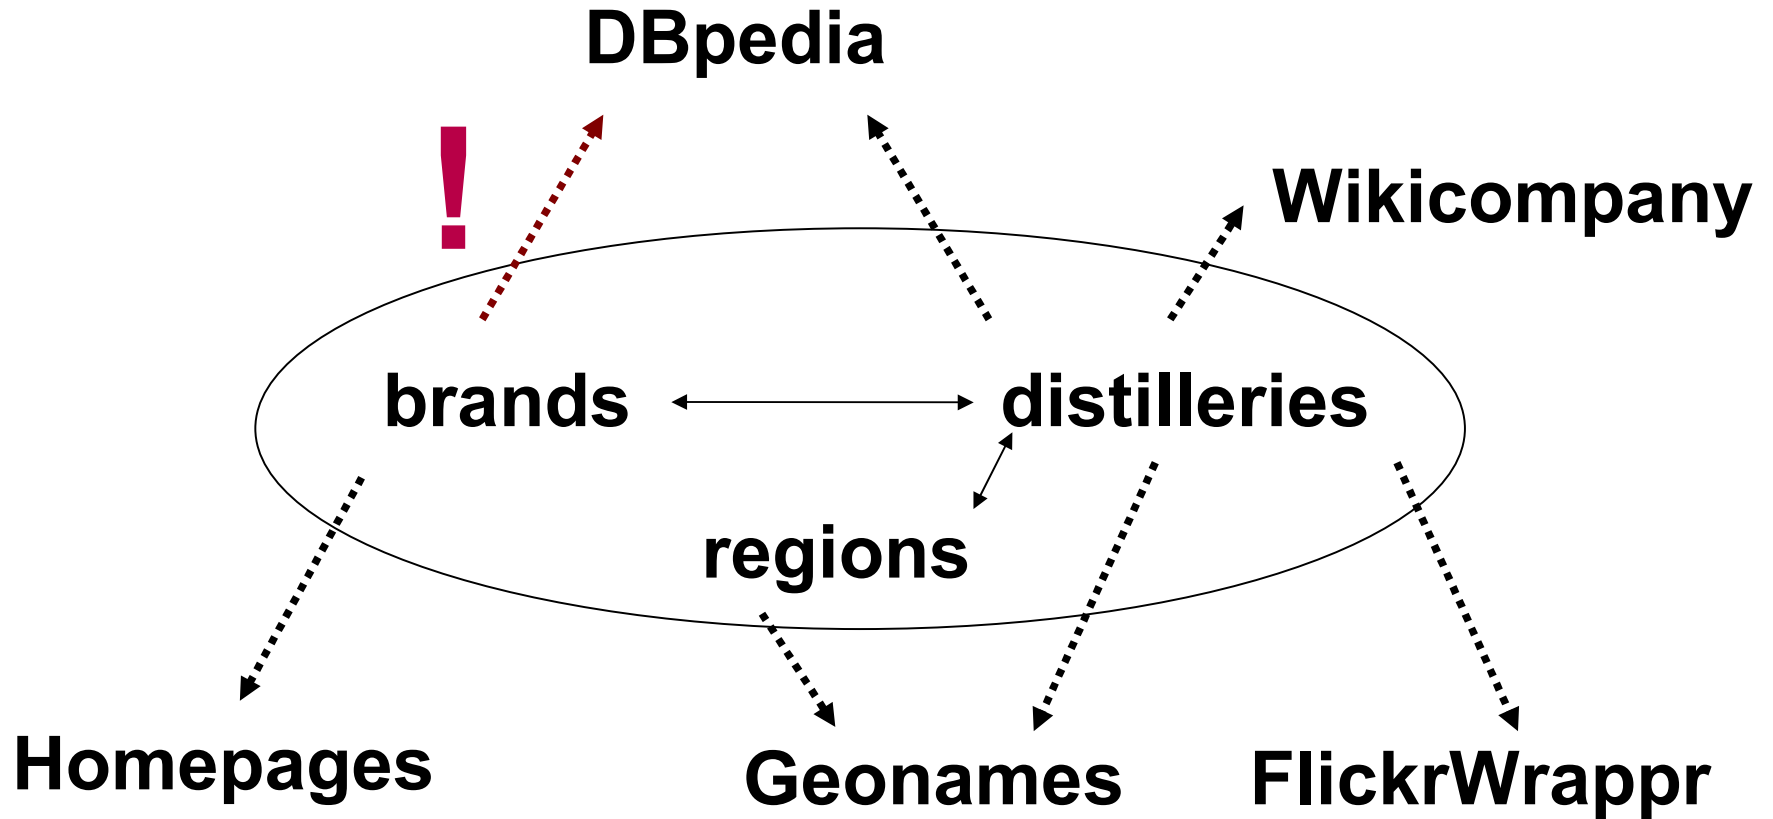 DBpedia
!
Wikicompany
brands
distilleries
regions
Homepages
Geonames
FlickrWrappr